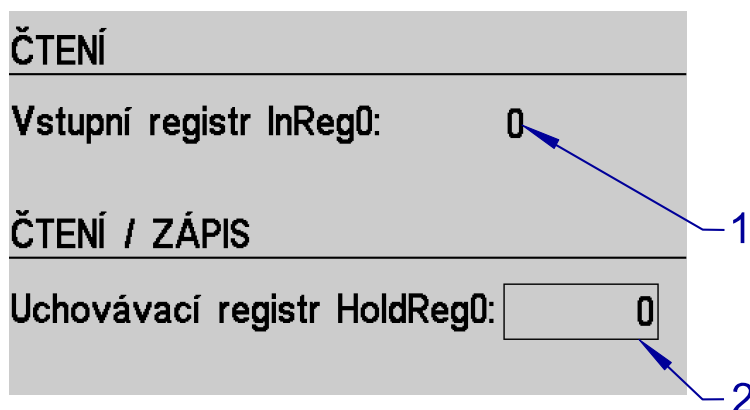 ČTENÍ
Vstupní registr InReg0: 0
1
ČTENÍ / ZÁPIS
Uchovávací registr HoldReg0: 0
2